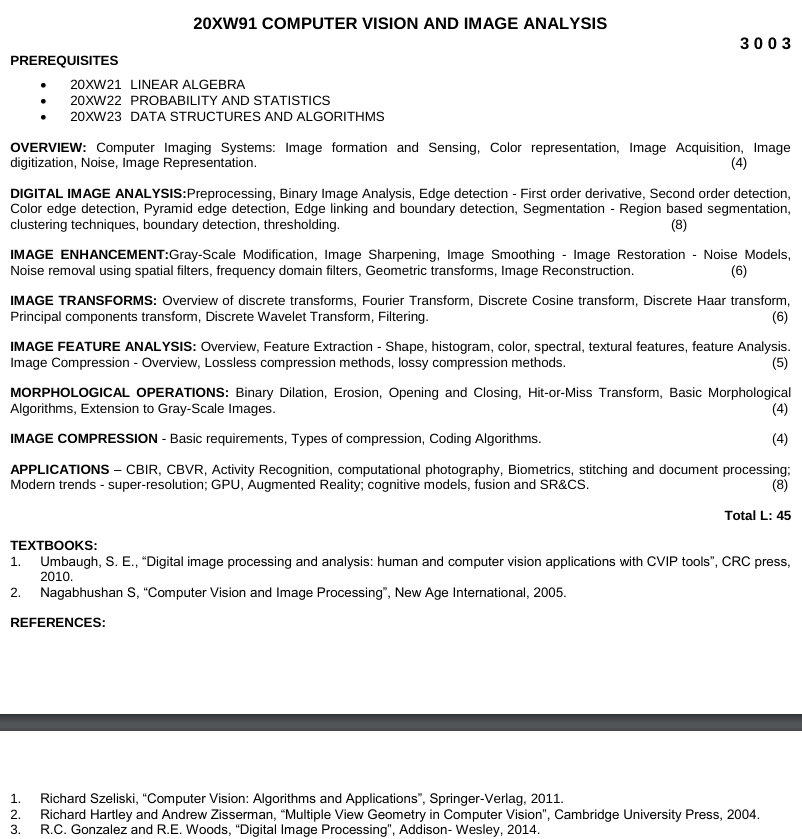 20XW91 COMPUTER VISION AND IMAGE ANALYSIS
3 0 0 3
PREREQUISITES
• 20XW21 LINEAR ALGEBRA
• 20XW22 PROBABILITY AND STATISTICS
• 20XW23 DATA STRUCTURES AND ALGORITHMS
OVERVIEW: Computer Imaging Systems: Image formation and Sensing, Color representation, Image Acquisition, Image
digitization, Noise, Image Representation. (4)
DIGITAL IMAGE ANALYSIS:Preprocessing, Binary Image Analysis, Edge detection - First order derivative, Second order detection,
Color edge detection, Pyramid edge detection, Edge linking and boundary detection, Segmentation - Region based segmentation,
clustering techniques, boundary detection, thresholding. (8)
IMAGE ENHANCEMENT:Gray-Scale Modification, Image Sharpening, Image Smoothing - Image Restoration - Noise Models,
Noise removal using spatial filters, frequency domain filters, Geometric transforms, Image Reconstruction. (6)
IMAGE TRANSFORMS: Overview of discrete transforms, Fourier Transform, Discrete Cosine transform, Discrete Haar transform,
Principal components transform, Discrete Wavelet Transform, Filtering. (6)
IMAGE FEATURE ANALYSIS: Overview, Feature Extraction - Shape, histogram, color, spectral, textural features, feature Analysis.
Image Compression - Overview, Lossless compression methods, lossy compression methods. (5)
MORPHOLOGICAL OPERATIONS: Binary Dilation, Erosion, Opening and Closing, Hit-or-Miss Transform, Basic Morphological
Algorithms, Extension to Gray-Scale Images. (4)
IMAGE COMPRESSION - Basic requirements, Types of compression, Coding Algorithms. (4)
APPLICATIONS – CBIR, CBVR, Activity Recognition, computational photography, Biometrics, stitching and document processing;
Modern trends - super-resolution; GPU, Augmented Reality; cognitive models, fusion and SR&CS. (8)
Total L: 45
TEXTBOOKS:
1. Umbaugh, S. E., “Digital image processing and analysis: human and computer vision applications with CVIP tools”, CRC press,
2010.
2. Nagabhushan S, “Computer Vision and Image Processing”, New Age International, 2005.
REFERENCES:
1. Richard Szeliski, “Computer Vision: Algorithms and Applications”, Springer-Verlag, 2011.
2. Richard Hartley and Andrew Zisserman, “Multiple View Geometry in Computer Vision”, Cambridge University Press, 2004.
3. R.C. Gonzalez and R.E. Woods, “Digital Image Processing”, Addison- Wesley, 2014.